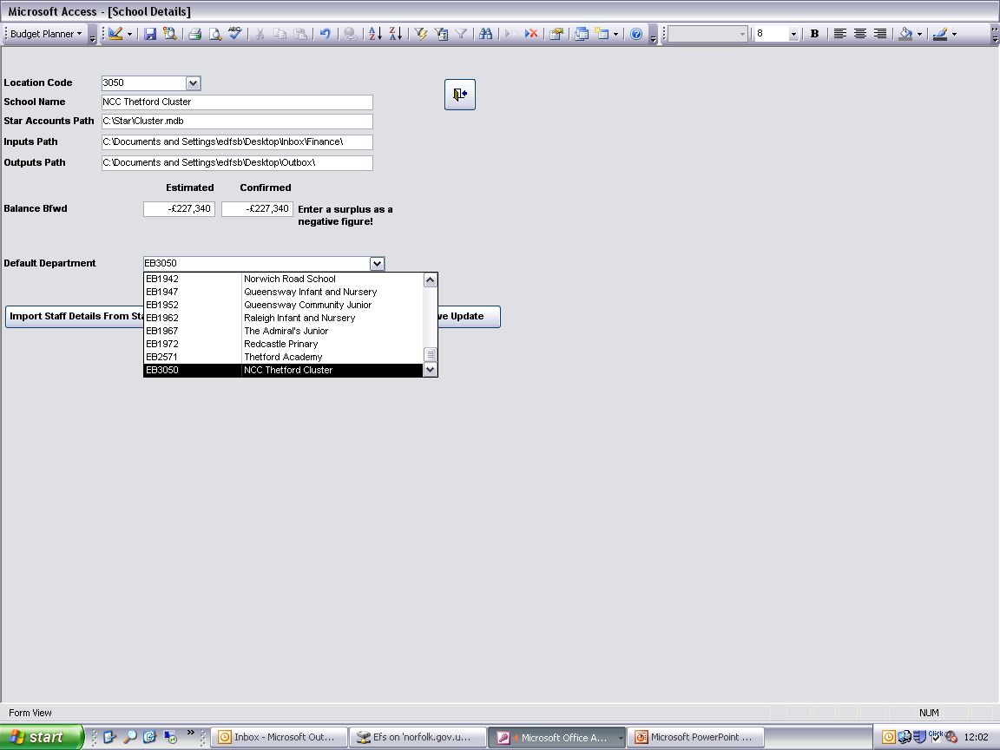 Microsoft Access - [School Details]
Budget Planner
ABC
A Z
Z A
8
B
Location Code 3050
School Name NCC Thetford Cluster
Star Accounts Path C:\Star\Cluster.mdb
Inputs Path C:\Documents and Settings\edfsb\Desktop\Inbox\Finance\
Outputs Path C:\Documents and Settings\edfsb\Desktop\Outbox\
Estimated Confirmed
Balance Bfwd -£227,340 -£227,340 Enter a surplus as a
negative figure!
Default Department EB3050
EB1942 Norwich Road School
EB1947 Queensway Infant and Nursery
EB1952 Queensway Community Junior
Import Staff Details From Sta EB1962 Raleigh Infant and Nursery ve Update
EB1967 The Admiral's Junior
EB1972 Redcastle Primary
EB2571 Thetford Academy
EB3050 NCC Thetford Cluster
Form View NUM
start Inbox - Microsoft Out... Efs on 'norfolk.gov.u... Microsoft Office A... Microsoft PowerPoint ... Click 12:02